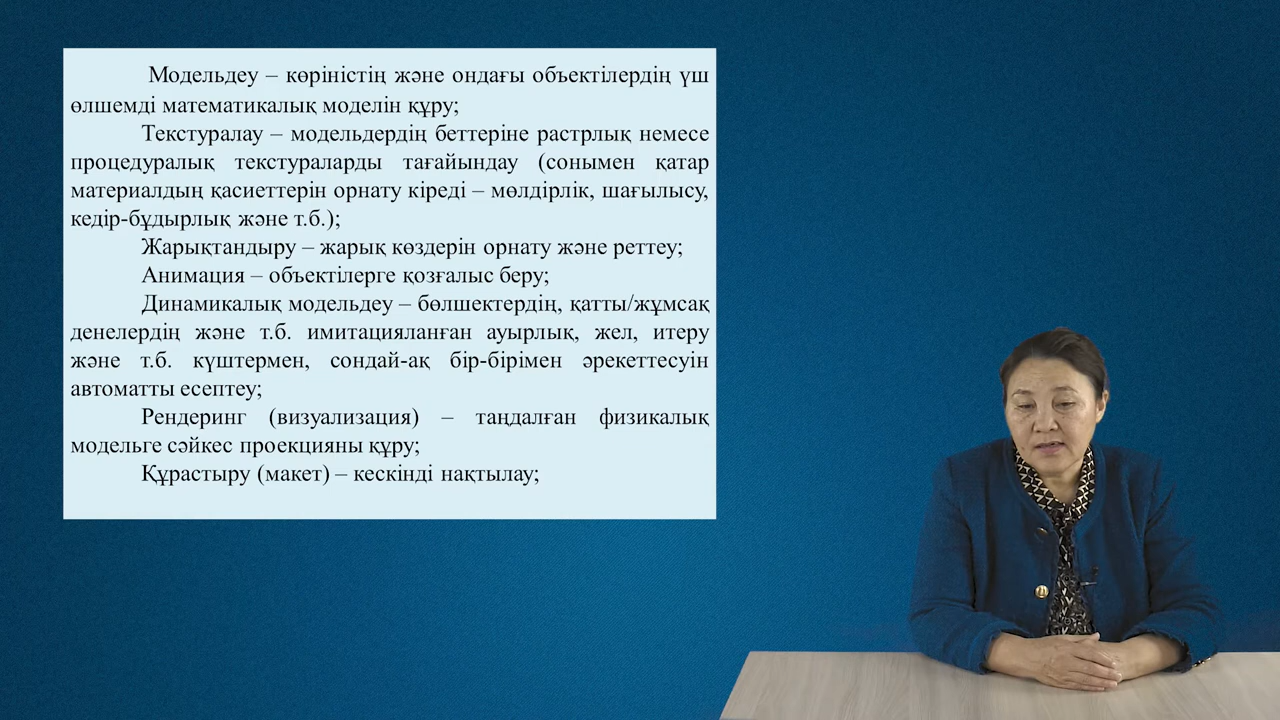 Модельдеу – көріністің және ондағы объектілердің үш
өлшемді математикалық моделін құру;
Текстуралау – модельдердің беттеріне растрлық немесе
процедуралық текстураларды тағайындау (сонымен қатар
материалдың қасиеттерін орнату кіреді – мөлдірлік, шағылысу,
кедір-бұдырлық және т.б.);
Жарықтандыру – жарық көздерін орнату және реттеу;
Анимация – объектілерге қозғалыс беру;
Динамикалық модельдеу – бөлшектердің, қатты/жұмсақ
денелердің және т.б. имитацияланған ауырлық, жел, итеру
және т.б. күштермен, сондай-ақ бір-бірімен әрекеттесуін
автоматты есептеу;
Рендеринг (визуализация) – таңдалған физикалық
модельге сәйкес проекцияны құру;
Құрастыру (макет) – кескінді нақтылау;